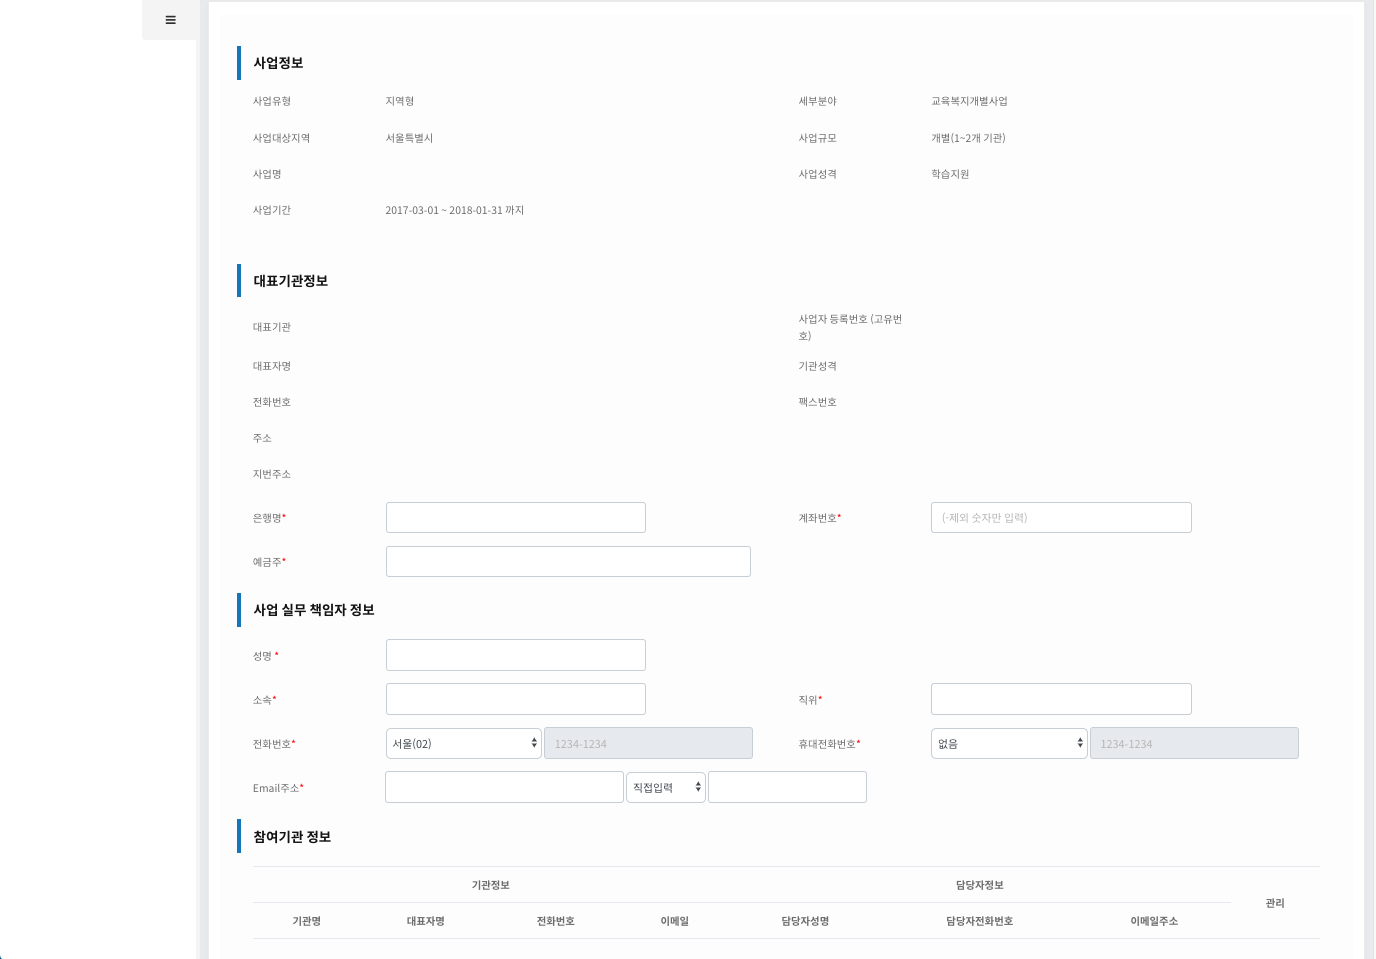 사업정보
사업유형 지역형 세부분야 교육복지개별사업
사업대상지역 서울특별시 사업규모 개별(1~2개 기관)
사업명 사업성격 학습지원
사업기간 2017-03-01 ~ 2018-01-31 까지
대표기관정보
대표기관 사업자 등록번호 (고유번
호)
대표자명 기관성격
전화번호 팩스번호
주소
지번주소
은행명* 계좌번호* (-제외 숫자만 입력)
예금주*
사업 실무 책임자 정보
성명 *
소속* 직위*
전화번호* 서울(02) 1234-1234 휴대전화번호* 없음 1234-1234
Email주소* 직접입력
참여기관 정보
기관정보 담당자정보 관리
기관명 대표자명 전화번호 이메일 담당자성명 담당자전화번호 이메일주소